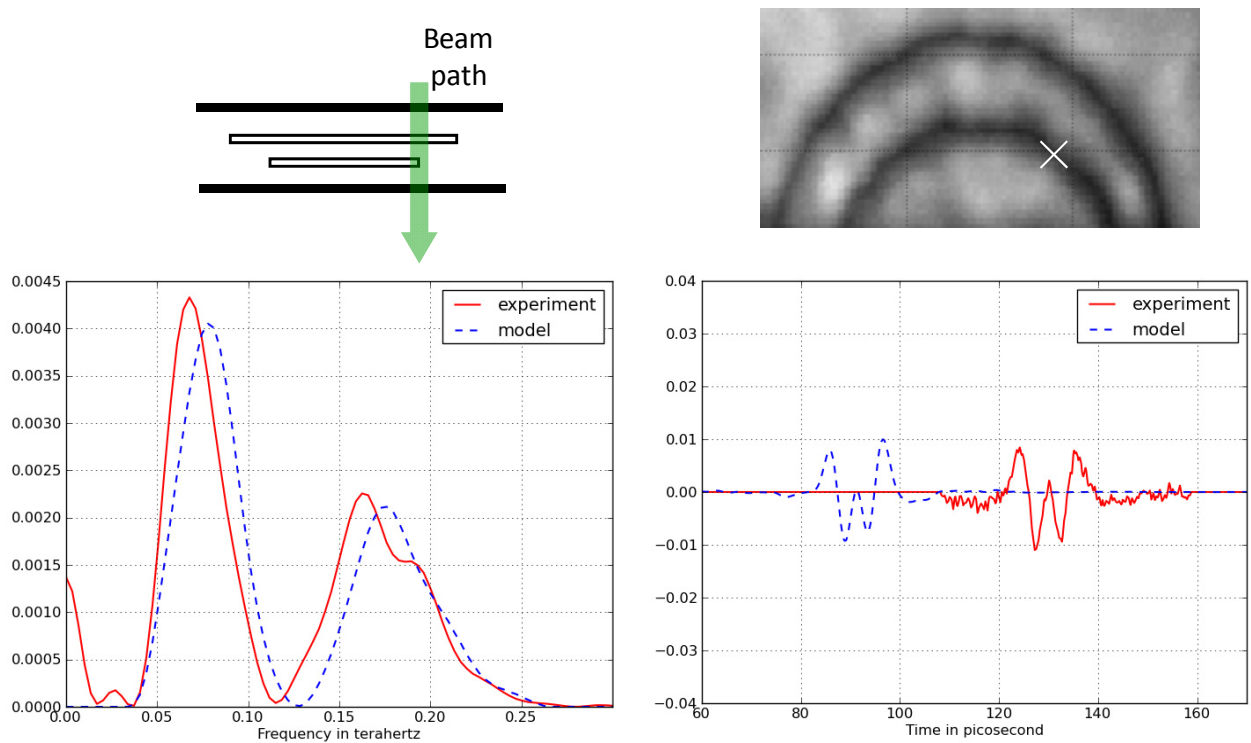 Beam
path
0.0045
0.0040
0.0035
0.0030
0.0025
0.0020
0.0015
0.0010
0.0005
0.0000
experiment
model
0.00 0.05 0.10 0.15 0.20 0.25
Frequency in terahertz
0.04
0.03
0.02
0.01
0.00
−0.01
−0.02
−0.03
−0.04
experiment
model
60 80 100 120 140 160
Time in picosecond